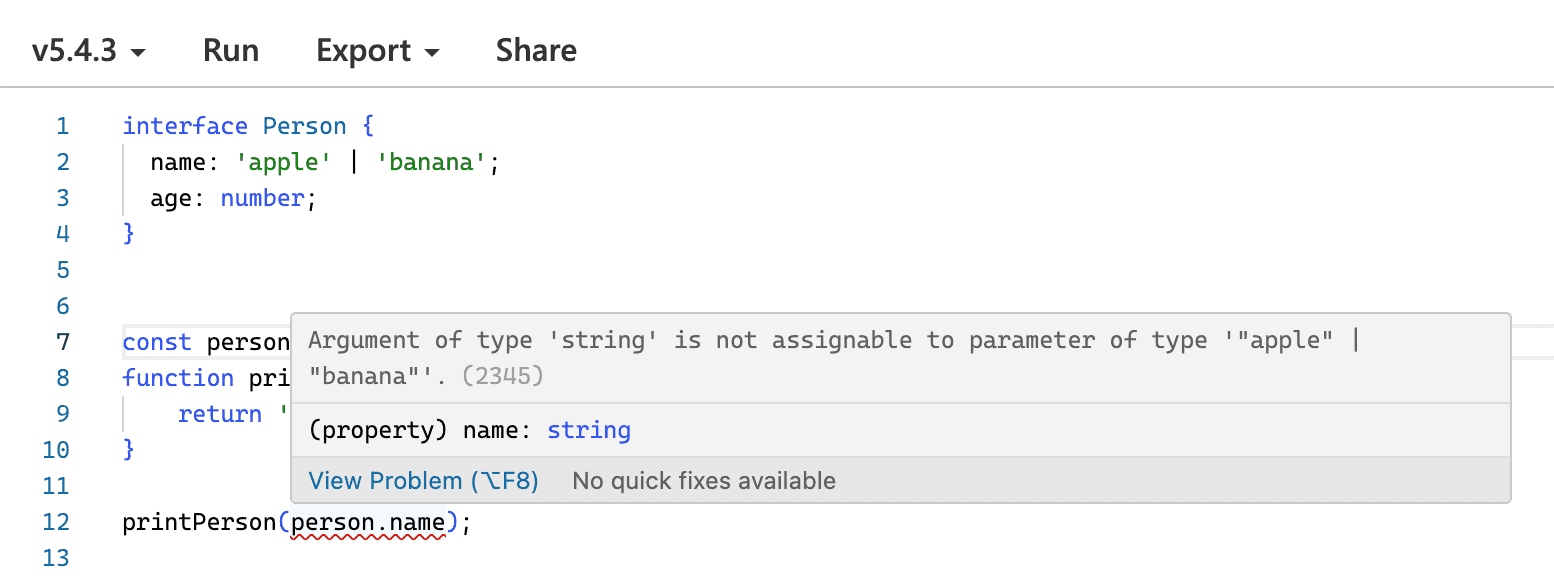 v5.4.3 Run Export Share
1 interface Person {
2 name: 'apple' | 'banana';
3 age: number;
4 }
5
6
7 const person
8 function pri
9 return '
10 }
11
12 printPerson(person.name);
13
Argument of type 'string' is not assignable to parameter of type '"apple" |
"banana"'. (2345)
(property) name: string
View Problem (⌥F8) No quick fixes available